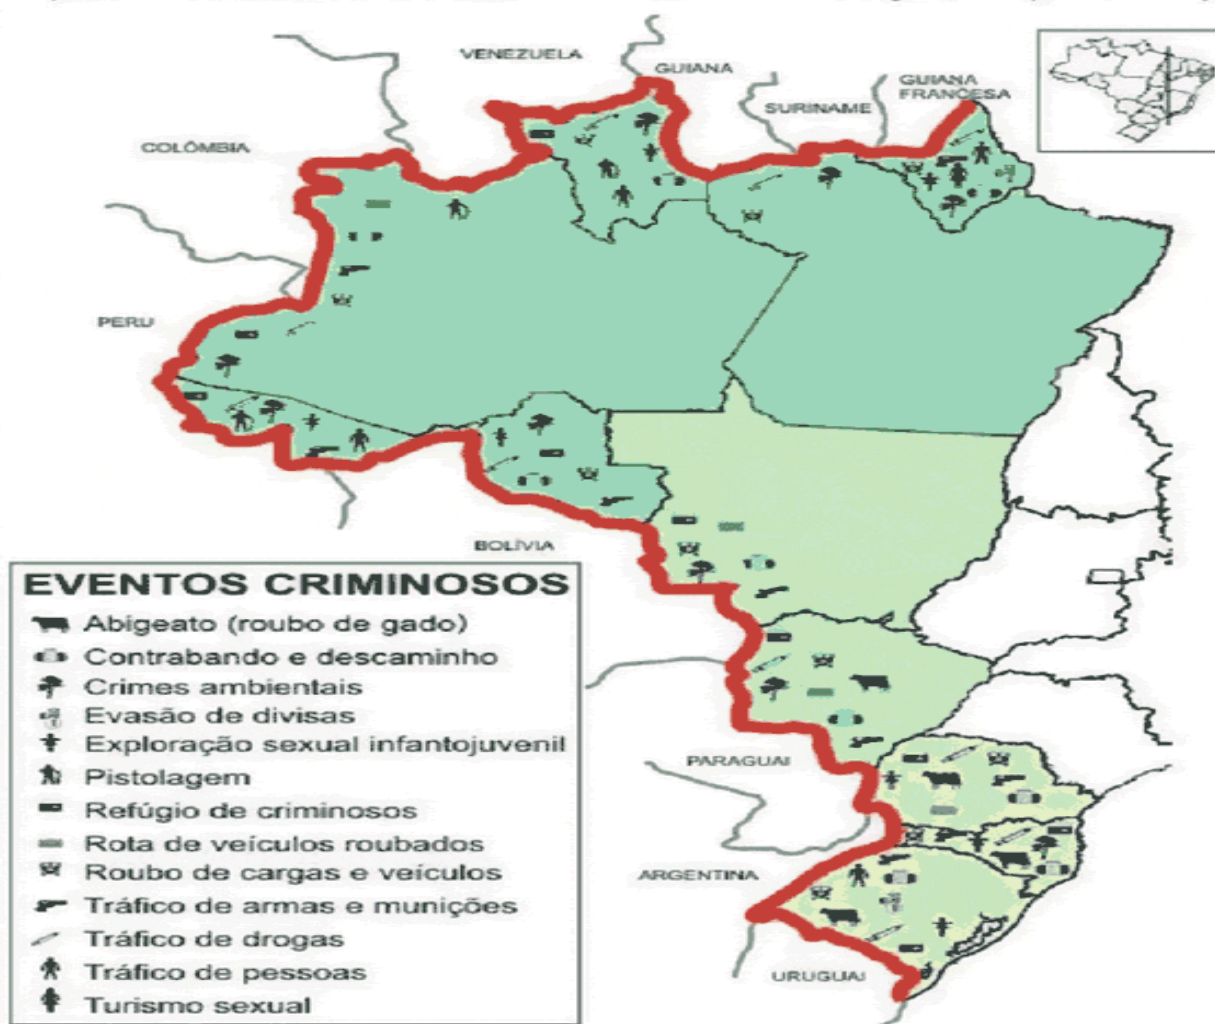 VENEZUELA
GUIANA
GUIANA
FRANCESA
SURINAME
COLÔMBIA
PERU
BOLÍVIA
EVENTOS CRIMINOSOS
Abigeato (roubo de gado)
Contrabando e descaminho
Crimes ambientais
Evasão de divisas
Exploração sexual infantojuvenil
Pistolagem
Refúgio de criminosos
Rota de veículos roubados
Roubo de cargas e veículos
Tráfico de armas e munições
Tráfico de drogas
Tráfico de pessoas
Turismo sexual
PARAGUAI
ARGENTINA
URUGUAI